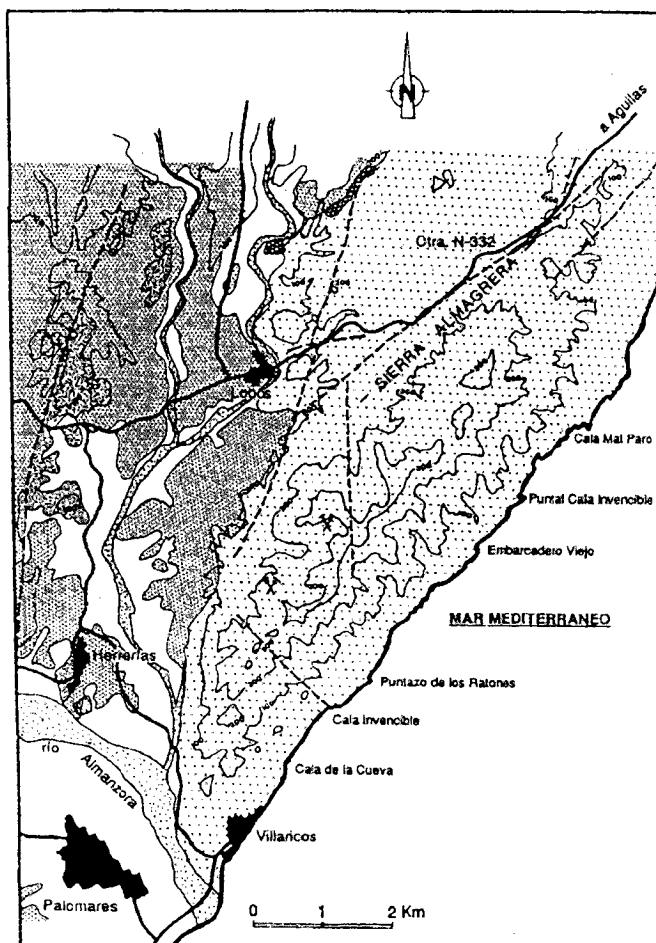 N
a Aguilas
Ctra. N-332
SIERRA ALMAGRERA
Cala Mal Paro
Puntal Cala Invencible
Embarcadero Viejo
MAR MEDITERRANEO
Herrerías
Puntazo de los Ratones
Cala Invencible
río
Almanzora
Cala de la Cueva
Villaricos
Palomares
0 1 2 Km